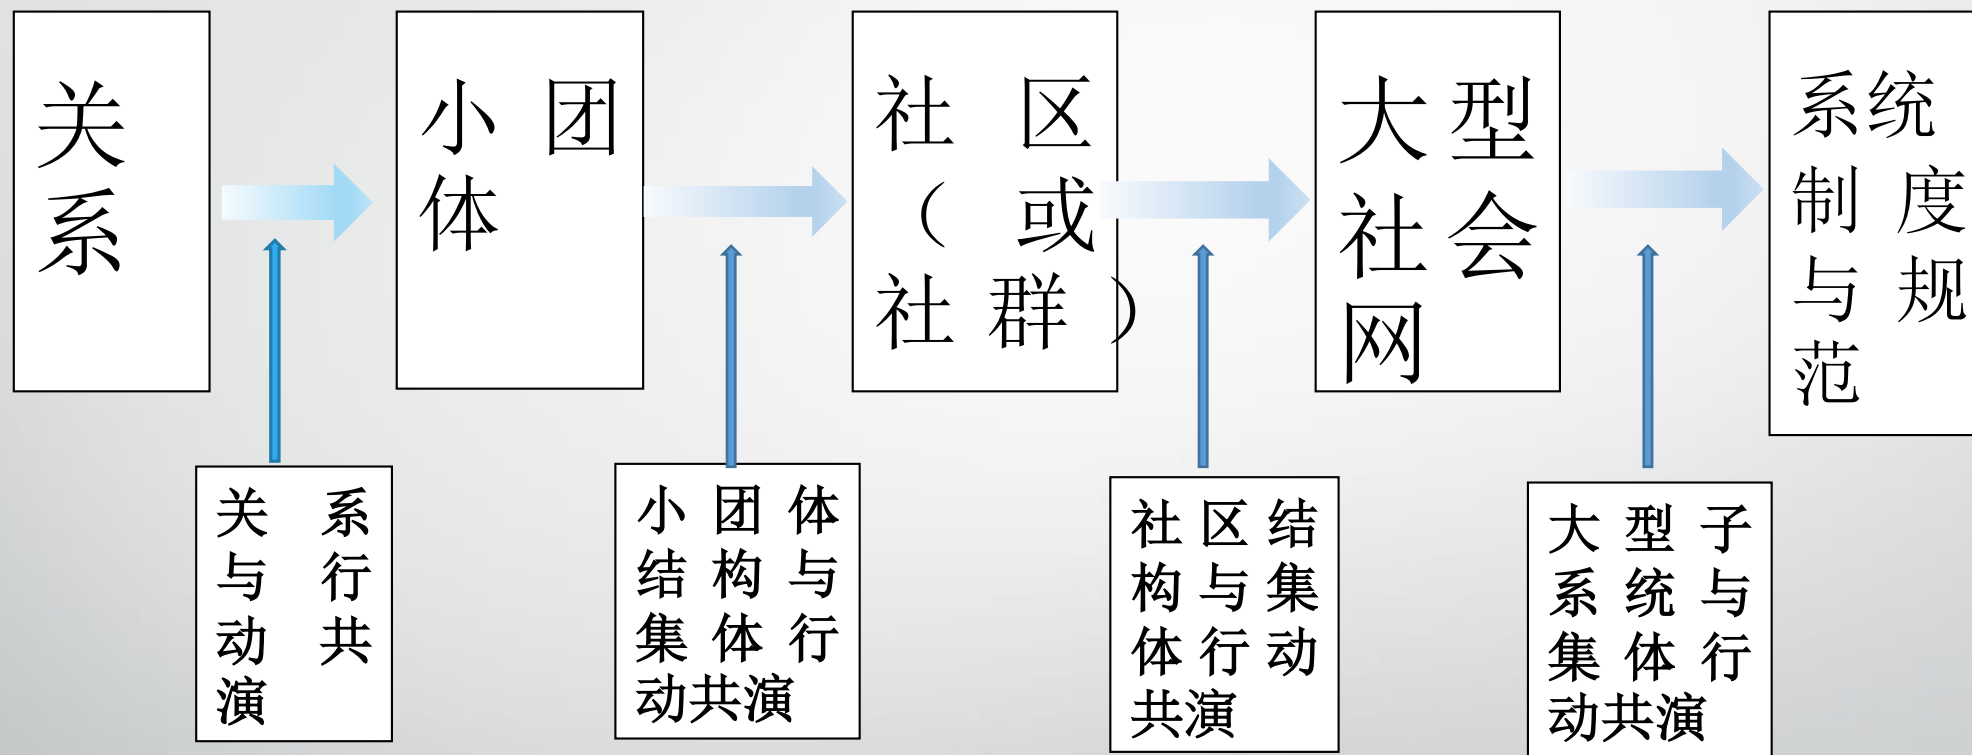 关
系
小团
体
社区
（或
社群）
大型
社会
网
系统
制度
与规
范
关系
与行
动共
演
小团体
结构与
集体行
动共演
社区结
构与集
体行动
共演
大型子
系统与
集体行
动共演